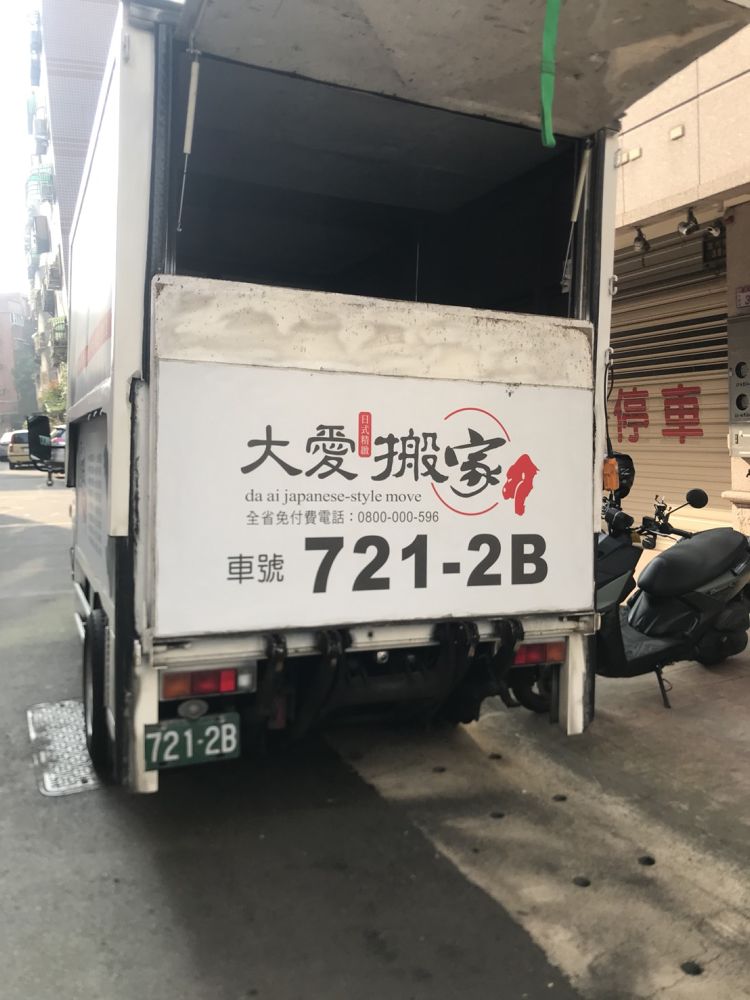 大愛 日式精緻 搬家
da ai japanese-style move
全省免付費電話：0800-000-596
車號 721-2B
721-2B
停車